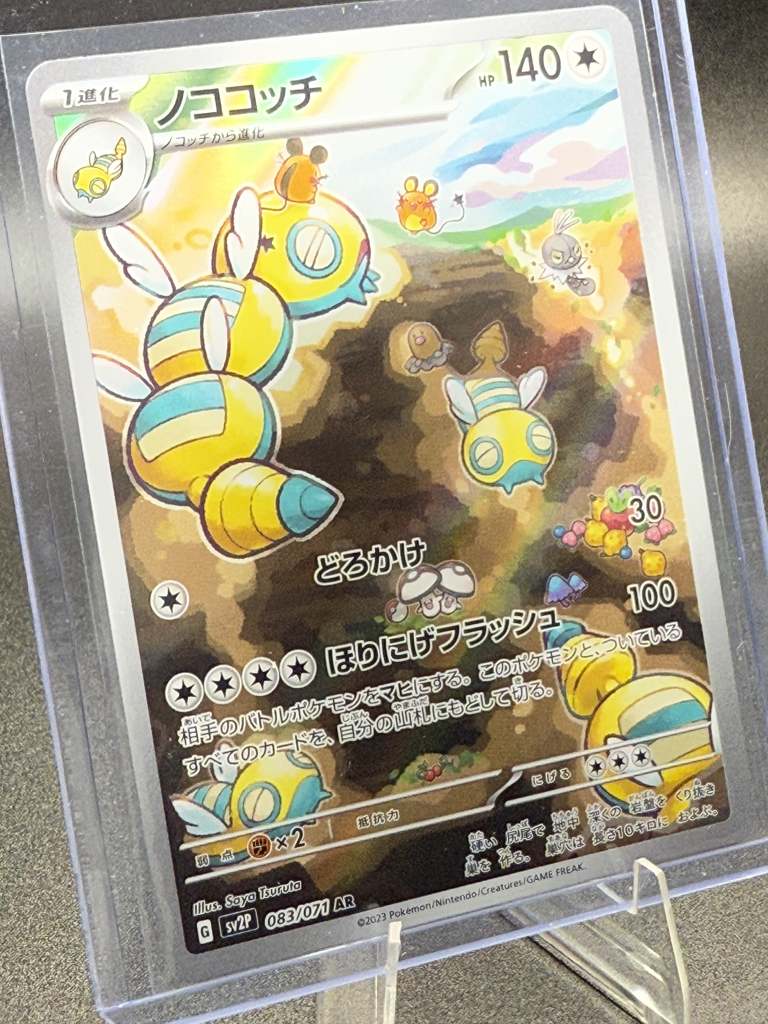 1進化
ノココッチ
HP 140
ノコッチから進化
どろかけ 30
ほりにげフラッシュ 100
相手のバトルポケモンをマヒにする。このポケモンと、ついている
すべてのカードを、自分の山札にもどして切る。
弱点 ×2 抵抗力 にげる
硬い 尻尾で 地中 深くの 岩盤を くり抜き
巣を 作る。 巣穴は 長さ10キロに およぶ。
Illus. Saya Tsuruta
G sv2P 083/071 AR
©2023 Pokémon/Nintendo/Creatures/GAME FREAK.